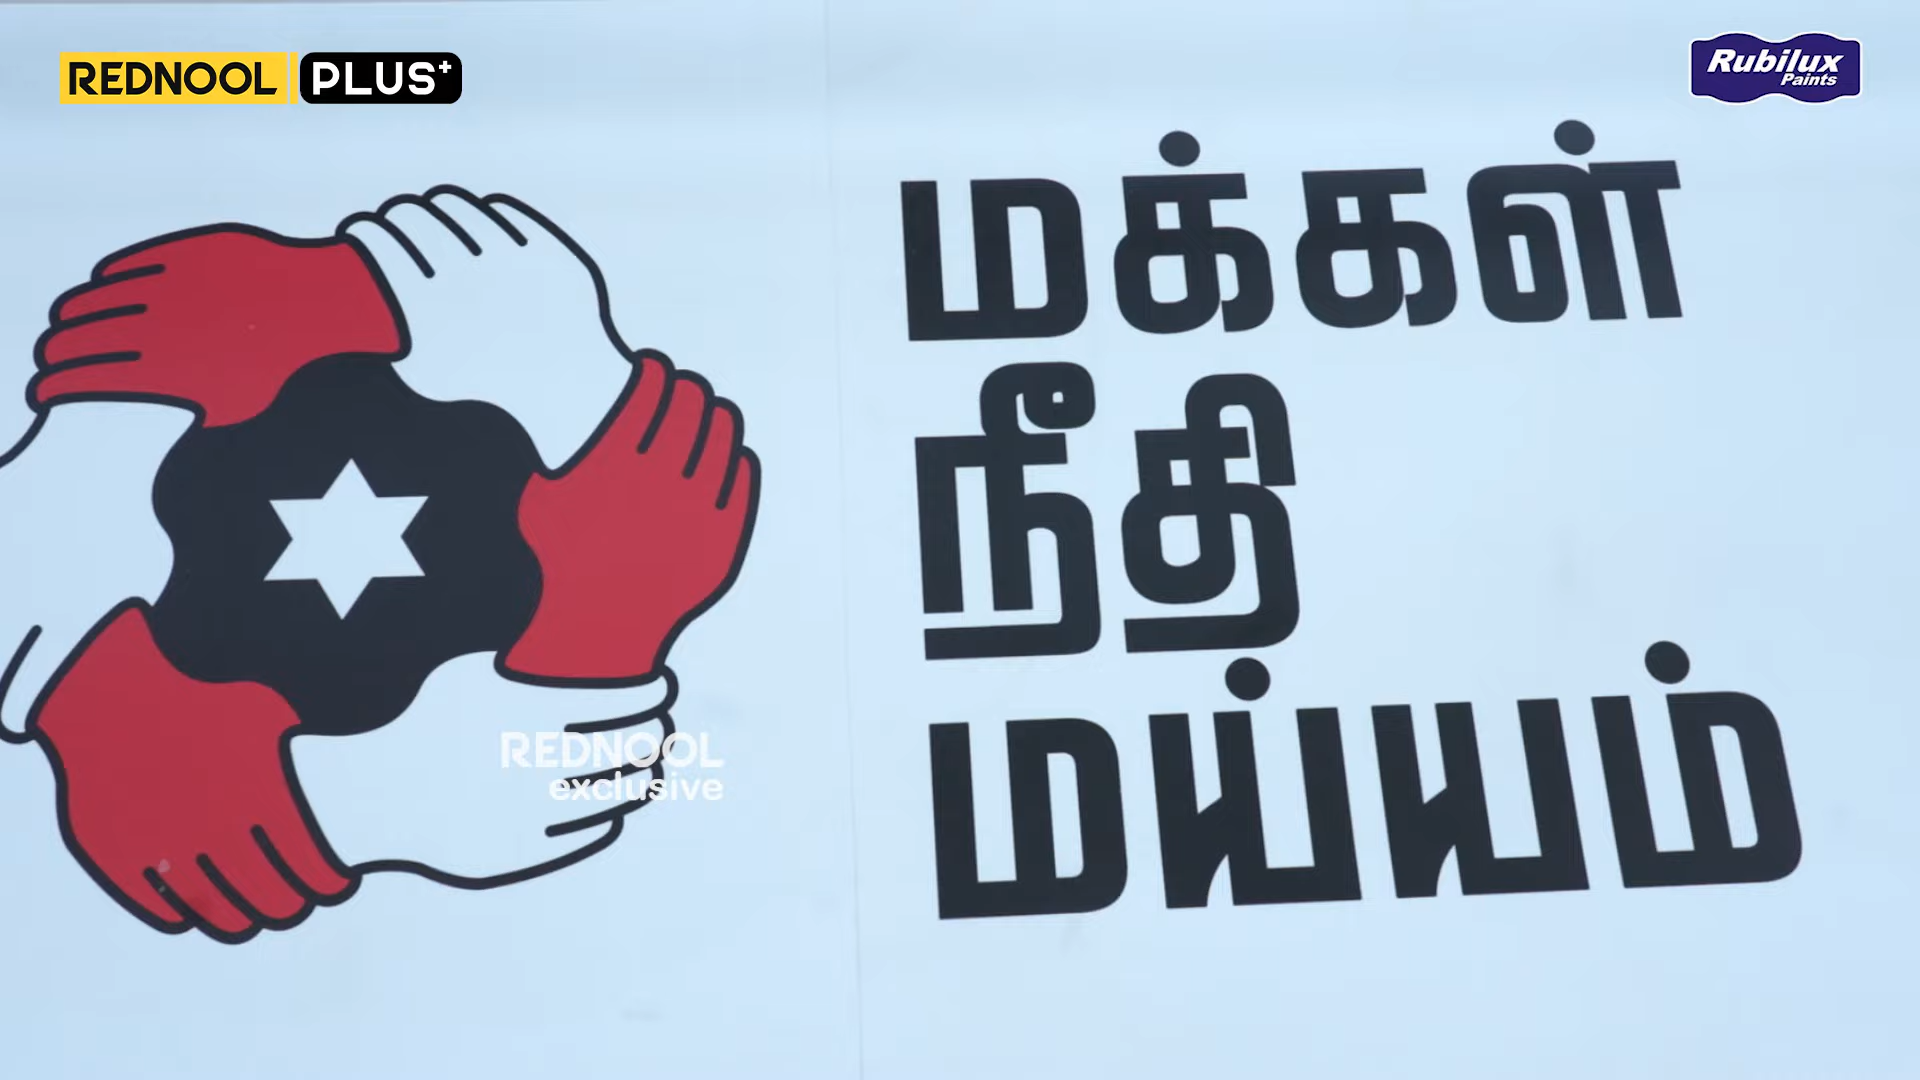 REDNOOL PLUS+
Rubilux
Paints
மக்கள்
நீதி
மய்யம்
REDNOOL
exclusive